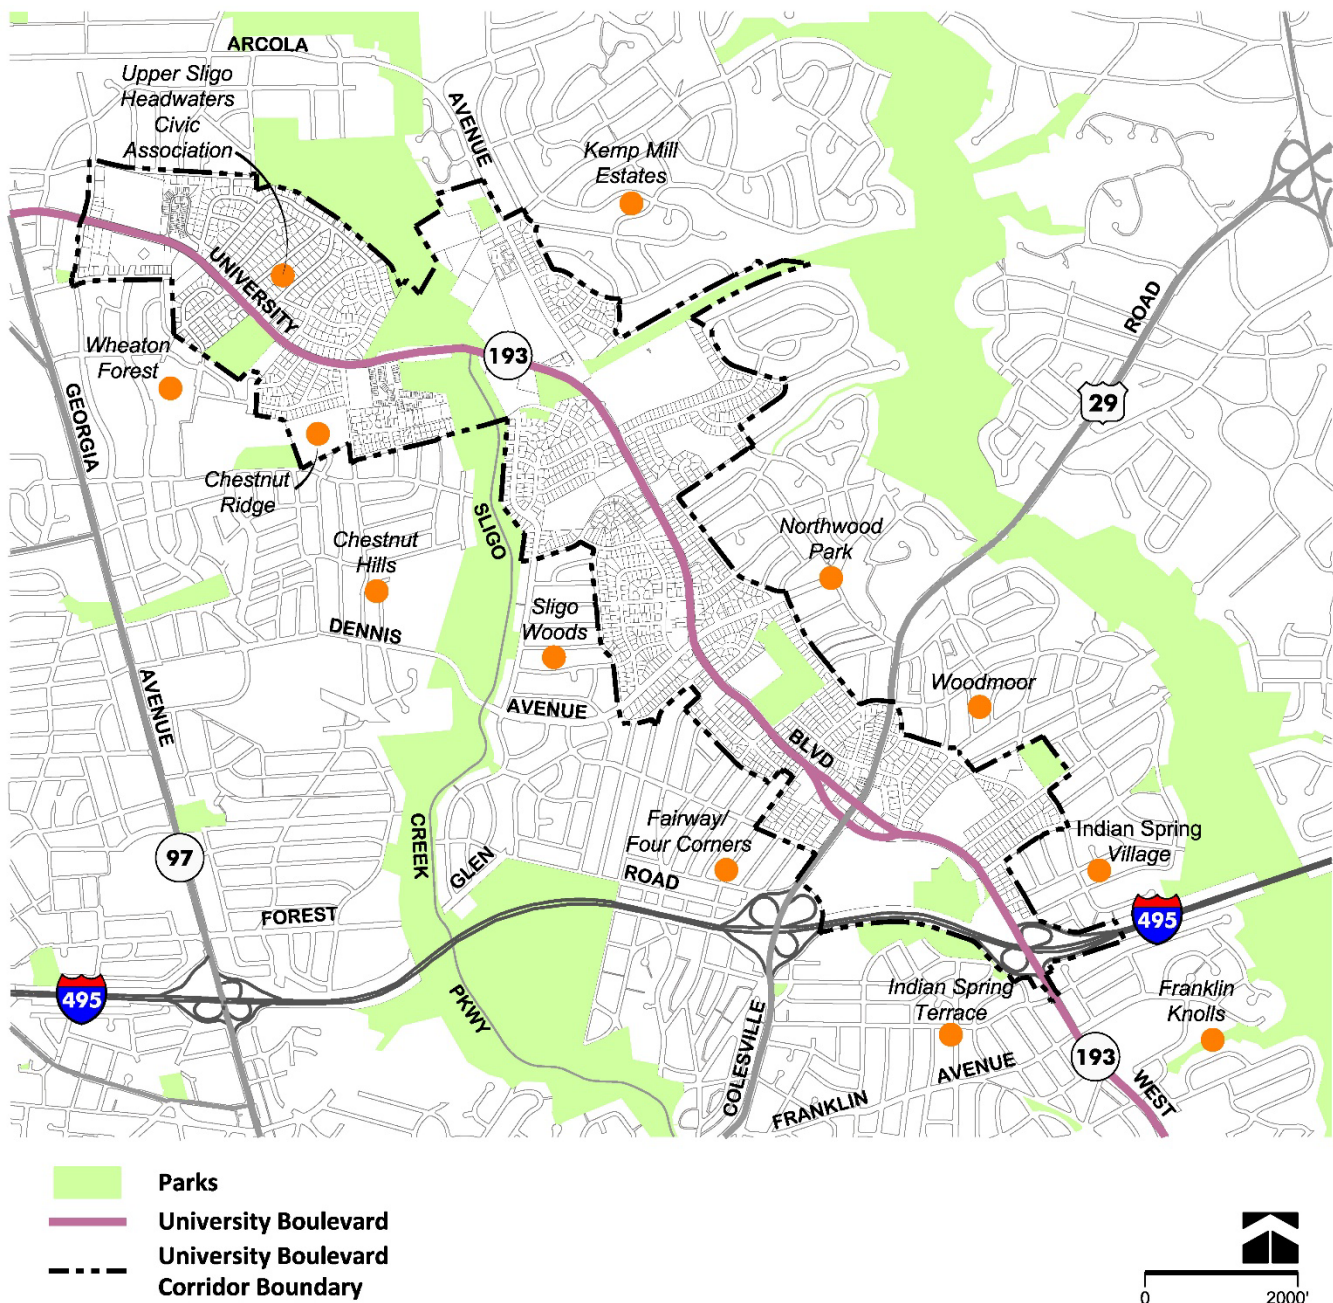 ARCOLA
AVENUE
Upper Sligo
Headwaters
Civic
Association
Kemp Mill
Estates
UNIVERSITY
ROAD
193
29
Wheaton
Forest
GEORGIA
Chestnut
Ridge
SLIGO
Chestnut
Hills
Northwood
Park
Sligo
Woods
DENNIS
AVENUE
AVENUE
Woodmoor
BLVD
Fairway/
Four Corners
Indian Spring
Village
97
CREEK
GLEN
ROAD
FOREST
495
495
PKWY
COLESVILLE
Indian Spring
Terrace
Franklin
Knolls
193
AVENUE
FRANKLIN
WEST
Parks
University Boulevard
University Boulevard
Corridor Boundary
0 2000'